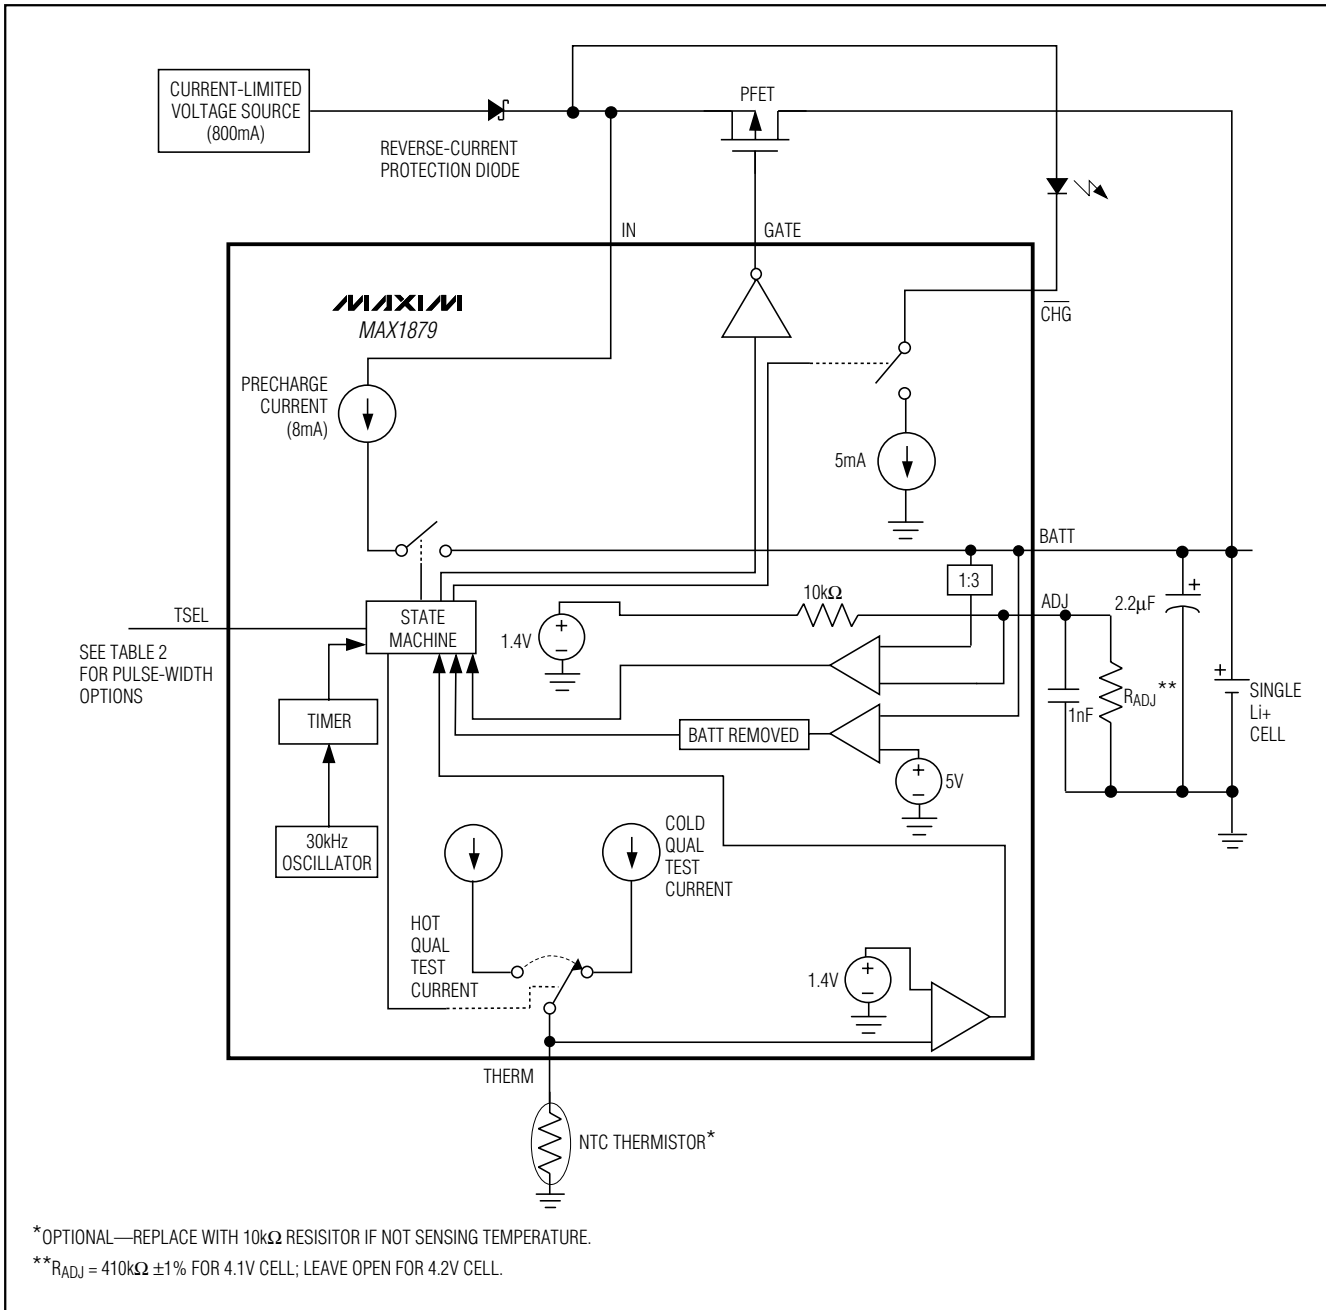 CURRENT-LIMITED
VOLTAGE SOURCE
(800mA)
REVERSE-CURRENT
PROTECTION DIODE
PFET
IN
GATE
MAXIM
MAX1879
CHG
PRECHARGE
CURRENT
(8mA)
5mA
BATT
1:3
10kΩ
ADJ
2.2µF
+
TSEL
STATE
MACHINE
1.4V
+
−
SEE TABLE 2
FOR PULSE-WIDTH
OPTIONS
TIMER
BATT REMOVED
1nF
RADJ**
+
SINGLE
Li+
CELL
+
−
5V
30kHz
OSCILLATOR
COLD
QUAL
TEST
CURRENT
HOT
QUAL
TEST
CURRENT
1.4V
+
−
THERM
NTC THERMISTOR*
*OPTIONAL—REPLACE WITH 10kΩ RESISITOR IF NOT SENSING TEMPERATURE.
**RADJ = 410kΩ ±1% FOR 4.1V CELL; LEAVE OPEN FOR 4.2V CELL.